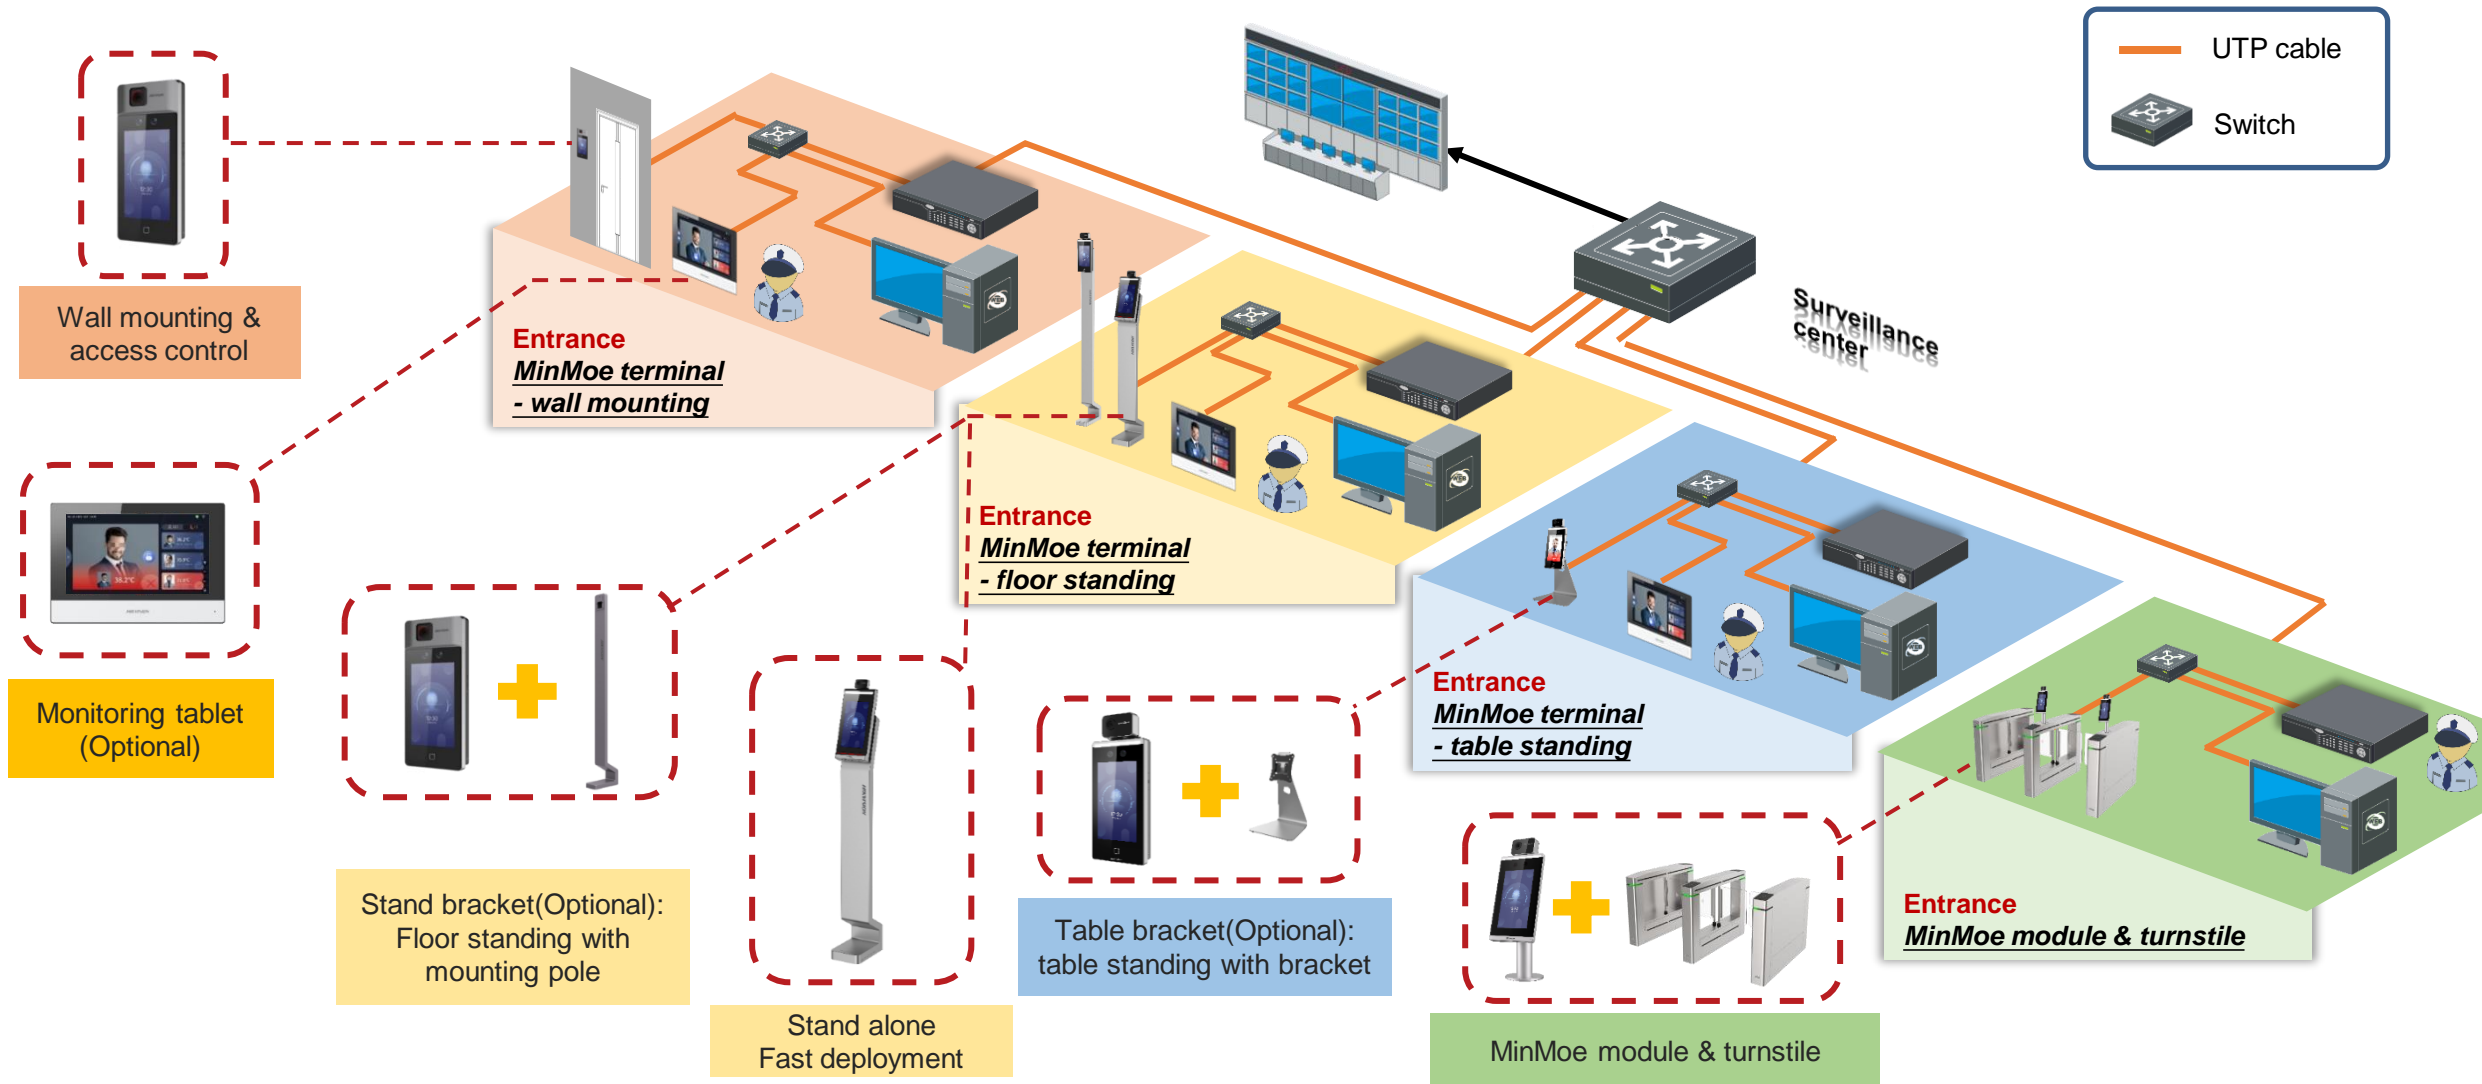 UTP cable
Switch
Surveillance
center
Wall mounting &
access control
Entrance
MinMoe terminal
- wall mounting
Monitoring tablet
(Optional)
Entrance
MinMoe terminal
- floor standing
Stand bracket(Optional):
Floor standing with
mounting pole
Stand alone
Fast deployment
Entrance
MinMoe terminal
- table standing
Table bracket(Optional):
table standing with bracket
Entrance
MinMoe module & turnstile
MinMoe module & turnstile